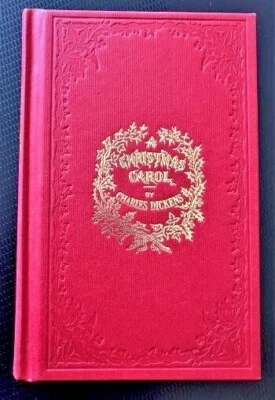 A
CHRISTMAS
CAROL
BY
CHARLES DICKENS